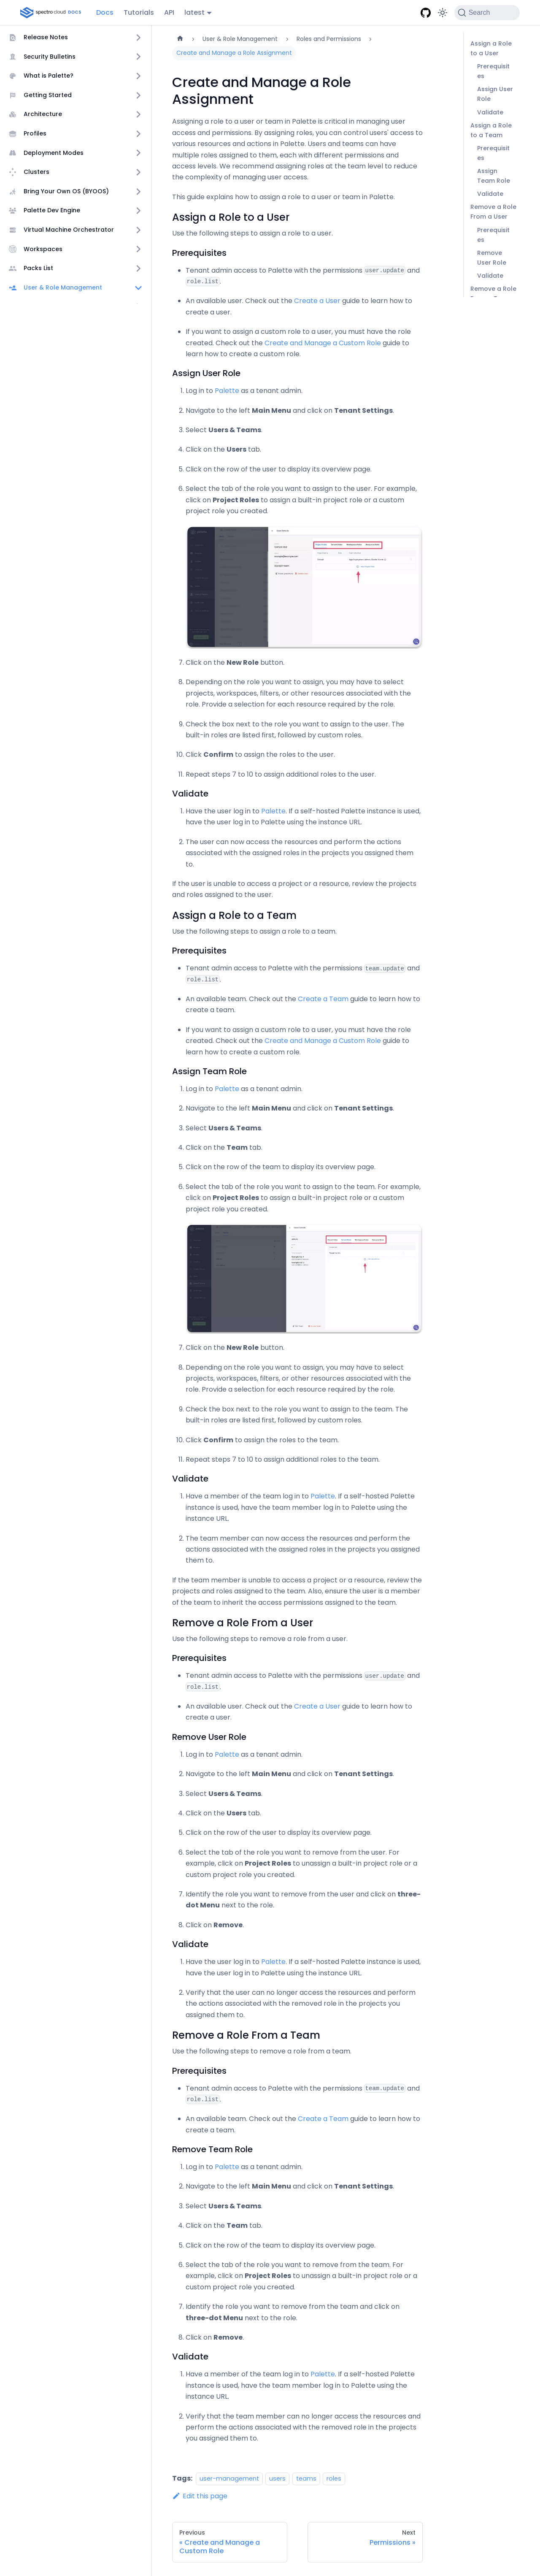 spectro cloud DOCS
Docs
Tutorials
API
latest
Search
Release Notes
Security Bulletins
What is Palette?
Getting Started
Architecture
Profiles
Deployment Modes
Clusters
Bring Your Own OS (BYOOS)
Palette Dev Engine
Virtual Machine Orchestrator
Workspaces
Packs List
User & Role Management
User & Role Management
Roles and Permissions
Create and Manage a Role Assignment
Create and Manage a Role
Assignment
Assigning a role to a user or team in Palette is critical in managing user
access and permissions. By assigning roles, you can control users' access to
various resources and actions in Palette. Users and teams can have
multiple roles assigned to them, each with different permissions and
access levels. We recommend assigning roles at the team level to reduce
the complexity of managing user access.
This guide explains how to assign a role to a user or team in Palette.
Assign a Role to a User
Use the following steps to assign a role to a user.
Prerequisites
• Tenant admin access to Palette with the permissions user.update and
role.list.
• An available user. Check out the Create a User guide to learn how to
create a user.
• If you want to assign a custom role to a user, you must have the role
created. Check out the Create and Manage a Custom Role guide to
learn how to create a custom role.
Assign User Role
1. Log in to Palette as a tenant admin.
2. Navigate to the left Main Menu and click on Tenant Settings.
3. Select Users & Teams.
4. Click on the Users tab.
5. Click on the row of the user to display its overview page.
6. Select the tab of the role you want to assign to the user. For example,
click on Project Roles to assign a built-in project role or a custom
project role you created.
7. Click on the New Role button.
8. Depending on the role you want to assign, you may have to select
projects, workspaces, filters, or other resources associated with the
role. Provide a selection for each resource required by the role.
9. Check the box next to the role you want to assign to the user. The
built-in roles are listed first, followed by custom roles.
10. Click Confirm to assign the roles to the user.
11. Repeat steps 7 to 10 to assign additional roles to the user.
Validate
1. Have the user log in to Palette. If a self-hosted Palette instance is used,
have the user log in to Palette using the instance URL.
2. The user can now access the resources and perform the actions
associated with the assigned roles in the projects you assigned them
to.
If the user is unable to access a project or a resource, review the projects
and roles assigned to the user.
Assign a Role to a Team
Use the following steps to assign a role to a team.
Prerequisites
• Tenant admin access to Palette with the permissions team.update and
role.list.
• An available team. Check out the Create a Team guide to learn how to
create a team.
• If you want to assign a custom role to a user, you must have the role
created. Check out the Create and Manage a Custom Role guide to
learn how to create a custom role.
Assign Team Role
1. Log in to Palette as a tenant admin.
2. Navigate to the left Main Menu and click on Tenant Settings.
3. Select Users & Teams.
4. Click on the Team tab.
5. Click on the row of the team to display its overview page.
6. Select the tab of the role you want to assign to the team. For example,
click on Project Roles to assign a built-in project role or a custom
project role you created.
7. Click on the New Role button.
8. Depending on the role you want to assign, you may have to select
projects, workspaces, filters, or other resources associated with the
role. Provide a selection for each resource required by the role.
9. Check the box next to the role you want to assign to the team. The
built-in roles are listed first, followed by custom roles.
10. Click Confirm to assign the roles to the team.
11. Repeat steps 7 to 10 to assign additional roles to the team.
Validate
1. Have a member of the team log in to Palette. If a self-hosted Palette
instance is used, have the team member log in to Palette using the
instance URL.
2. The team member can now access the resources and perform the
actions associated with the assigned roles in the projects you assigned
them to.
If the team member is unable to access a project or a resource, review the
projects and roles assigned to the team. Also, ensure the user is a member
of the team to inherit the access permissions assigned to the team.
Remove a Role From a User
Use the following steps to remove a role from a user.
Prerequisites
• Tenant admin access to Palette with the permissions user.update and
role.list.
• An available user. Check out the Create a User guide to learn how to
create a user.
Remove User Role
1. Log in to Palette as a tenant admin.
2. Navigate to the left Main Menu and click on Tenant Settings.
3. Select Users & Teams.
4. Click on the Users tab.
5. Click on the row of the user to display its overview page.
6. Select the tab of the role you want to remove from the user. For
example, click on Project Roles to unassign a built-in project role or a
custom project role you created.
7. Identify the role you want to remove from the user and click on three-
dot Menu next to the role.
8. Click on Remove.
Validate
1. Have the user log in to Palette. If a self-hosted Palette instance is used,
have the user log in to Palette using the instance URL.
2. Verify that the user can no longer access the resources and perform
the actions associated with the removed role in the projects you
assigned them to.
Remove a Role From a Team
Use the following steps to remove a role from a team.
Prerequisites
• Tenant admin access to Palette with the permissions team.update and
role.list.
• An available team. Check out the Create a Team guide to learn how to
create a team.
Remove Team Role
1. Log in to Palette as a tenant admin.
2. Navigate to the left Main Menu and click on Tenant Settings.
3. Select Users & Teams.
4. Click on the Team tab.
5. Click on the row of the team to display its overview page.
6. Select the tab of the role you want to remove from the team. For
example, click on Project Roles to unassign a built-in project role or a
custom project role you created.
7. Identify the role you want to remove from the team and click on
three-dot Menu next to the role.
8. Click on Remove.
Validate
1. Have a member of the team log in to Palette. If a self-hosted Palette
instance is used, have the team member log in to Palette using the
instance URL.
2. Verify that the team member can no longer access the resources and
perform the actions associated with the removed role in the projects
you assigned them to.
Tags: user-management users teams roles
Edit this page
Previous
« Create and Manage a
Custom Role
Next
Permissions »
Assign a Role
to a User
Prerequisit
es
Assign User
Role
Validate
Assign a Role
to a Team
Prerequisit
es
Assign
Team Role
Validate
Remove a Role
From a User
Prerequisit
es
Remove
User Role
Validate
Remove a Role